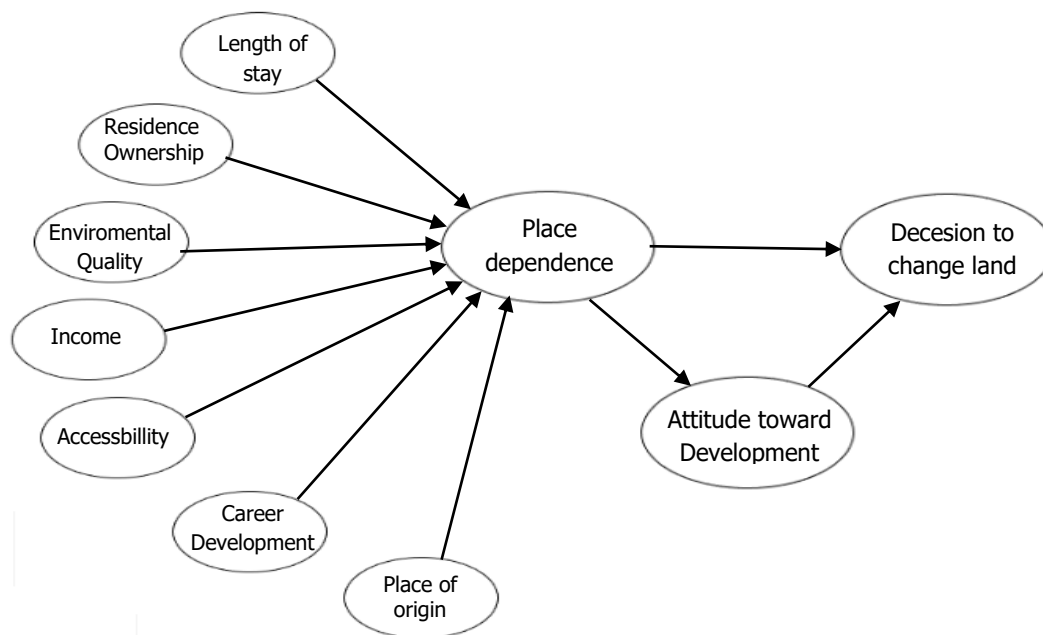 Length of
stay
Residence
Ownership
Enviromental
Quality
Income
Accessbillity
Career
Development
Place of
origin
Place
dependence
Attitude toward
Development
Decesion to
change land